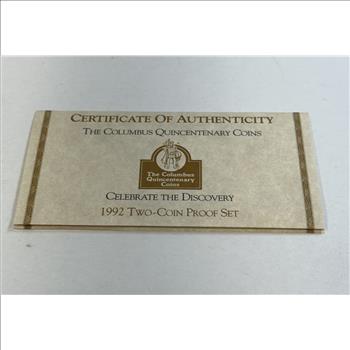 CERTIFICATE OF AUTHENTICITY
THE COLUMBUS QUINCENTENARY COINS
The Columbus
Quincentenary
Coins
CELEBRATE THE DISCOVERY
1992 TWO-COIN PROOF SET